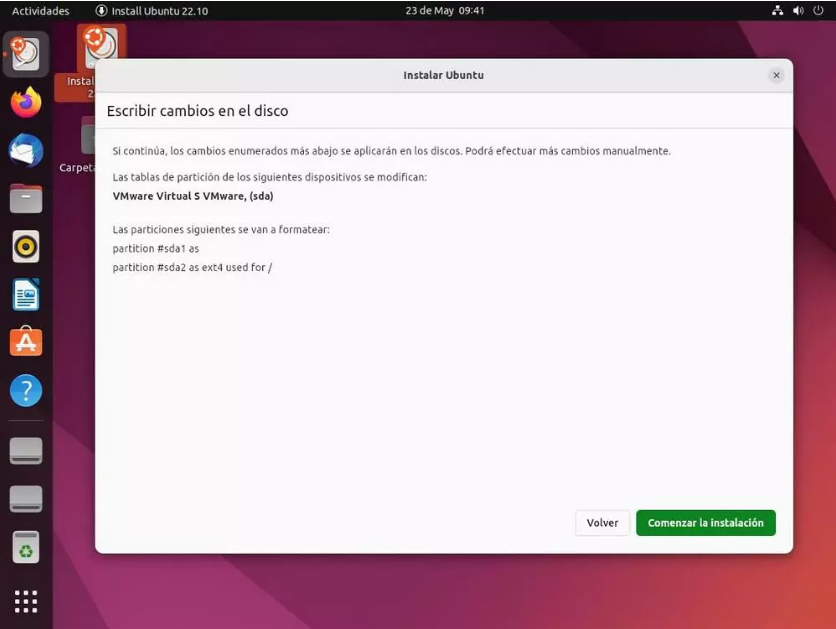 Actividades
Install Ubuntu 22.10
23 de May 09:41
Instal
2
Carpeta
Instalar Ubuntu
Escribir cambios en el disco
Si continúa, los cambios enumerados más abajo se aplicarán en los discos. Podrá efectuar más cambios manualmente.
Las tablas de partición de los siguientes dispositivos se modifican:
VMware Virtual S VMware, (sda)
Las particiones siguientes se van a formatear:
partition #sda1 as
partition #sda2 as ext4 used for /
Volver
Comenzar la instalación